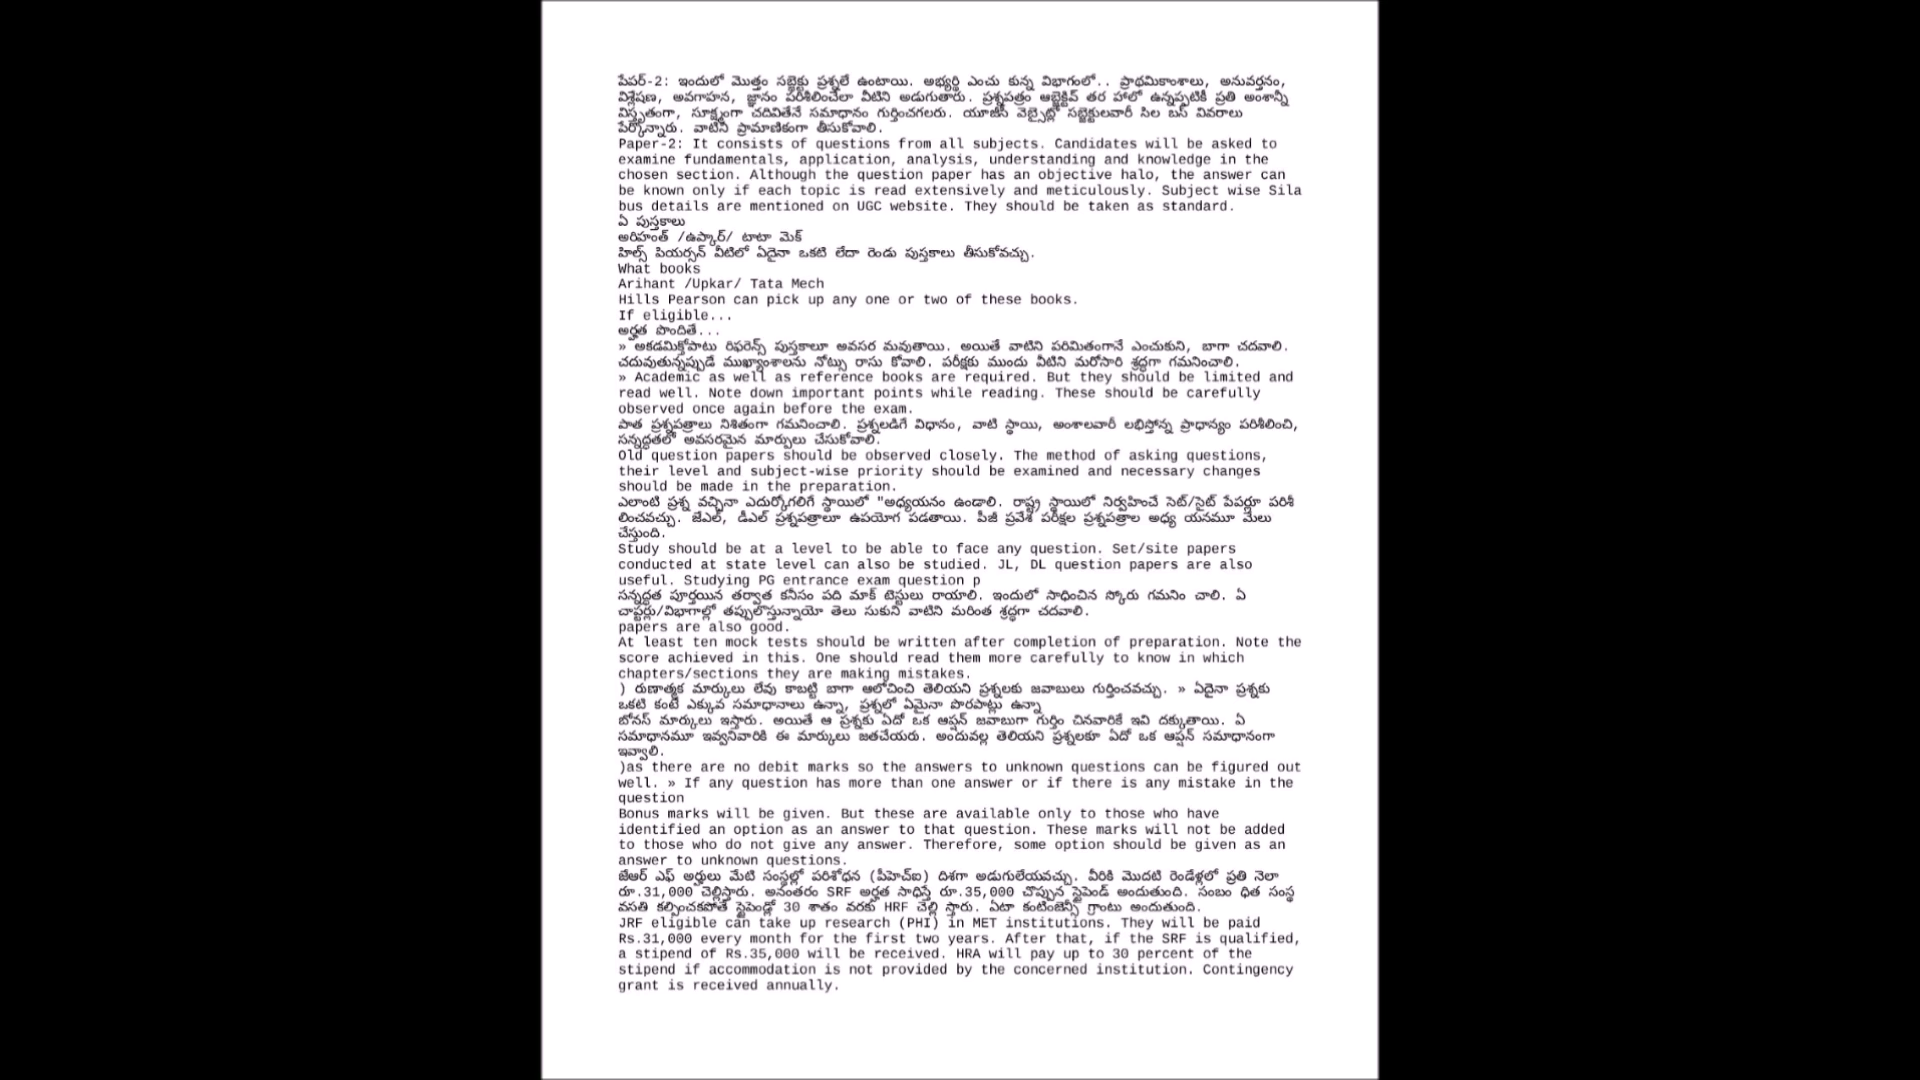 పేపర్-2: ఇందులో మొత్తం సబ్జెక్టు ప్రశ్నలే ఉంటాయి. అభ్యర్థి ఎంచు కున్న విభాగంలో.. ప్రాథమికాంశాలు, అనువర్తనం,
విశ్లేషణ, అవగాహన, జ్ఞానం పరిశీలించేలా వీటిని అడుగుతారు. ప్రశ్నపత్రం ఆబ్జెక్టివ్ తర హాలో ఉన్నప్పటికీ ప్రతి అంశాన్నీ
విస్తృతంగా, సూక్ష్మంగా చదివితేనే సమాధానం గుర్తించగలరు. యూజీసీ వెబ్సైట్లో సబ్జెక్టులవారీ సిల బస్ వివరాలు
పేర్కొన్నారు. వాటిని ప్రామాణికంగా తీసుకోవాలి.
Paper-2: It consists of questions from all subjects. Candidates will be asked to
examine fundamentals, application, analysis, understanding and knowledge in the
chosen section. Although the question paper has an objective halo, the answer can
be known only if each topic is read extensively and meticulously. Subject wise Sila
bus details are mentioned on UGC website. They should be taken as standard.
ఏ పుస్తకాలు
అరిహంత్ /ఉప్కార్/ టాటా మెక్
హిల్స్ పియర్సన్ వీటిలో ఏదైనా ఒకటి లేదా రెండు పుస్తకాలు తీసుకోవచ్చు.
What books
Arihant /Upkar/ Tata Mech
Hills Pearson can pick up any one or two of these books.
If eligible...
అర్హత పొందితే...
» అకడమిక్తోపాటు రిఫరెన్స్ పుస్తకాలూ అవసర మవుతాయి. అయితే వాటిని పరిమితంగానే ఎంచుకుని, బాగా చదవాలి.
చదువుతున్నప్పుడే ముఖ్యాంశాలను నోట్సు రాసు కోవాలి. పరీక్షకు ముందు వీటిని మరోసారి శ్రద్ధగా గమనించాలి.
» Academic as well as reference books are required. But they should be limited and
read well. Note down important points while reading. These should be carefully
observed once again before the exam.
పాత ప్రశ్నపత్రాలు నిశితంగా గమనించాలి. ప్రశ్నలడిగే విధానం, వాటి స్థాయి, అంశాలవారీ లభిస్తోన్న ప్రాధాన్యం పరిశీలించి,
సన్నద్ధతలో అవసరమైన మార్పులు చేసుకోవాలి.
Old question papers should be observed closely. The method of asking questions,
their level and subject-wise priority should be examined and necessary changes
should be made in the preparation.
ఎలాంటి ప్రశ్న వచ్చినా ఎదుర్కోగలిగే స్థాయిలో "అధ్యయనం ఉండాలి. రాష్ట్ర స్థాయిలో నిర్వహించే సెట్/సైట్ పేపర్లూ పరిశీ
లించవచ్చు. జేఎల్, డీఎల్ ప్రశ్నపత్రాలూ ఉపయోగ పడతాయి. పీజీ ప్రవేశ పరీక్షల ప్రశ్నపత్రాల అధ్య యనమూ మేలు
చేస్తుంది.
Study should be at a level to be able to face any question. Set/site papers
conducted at state level can also be studied. JL, DL question papers are also
useful. Studying PG entrance exam question p
సన్నద్ధత పూర్తయిన తర్వాత కనీసం పది మాక్ టెస్టులు రాయాలి. ఇందులో సాధించిన స్కోరు గమనిం చాలి. ఏ
చాప్టర్లు/విభాగాల్లో తప్పులొస్తున్నాయో తెలు సుకుని వాటిని మరింత శ్రద్ధగా చదవాలి.
papers are also good.
At least ten mock tests should be written after completion of preparation. Note the
score achieved in this. One should read them more carefully to know in which
chapters/sections they are making mistakes.
) రుణాత్మక మార్కులు లేవు కాబట్టి బాగా ఆలోచించి తెలియని ప్రశ్నలకు జవాబులు గుర్తించవచ్చు. » ఏదైనా ప్రశ్నకు
ఒకటి కంటే ఎక్కువ సమాధానాలు ఉన్నా, ప్రశ్నలో ఏమైనా పొరపాట్లు ఉన్నా
బోనస్ మార్కులు ఇస్తారు. అయితే ఆ ప్రశ్నకు ఏదో ఒక ఆప్షన్ జవాబుగా గుర్తిం చినవారికే ఇవి దక్కుతాయి. ఏ
సమాధానమూ ఇవ్వనివారికి ఈ మార్కులు జతచేయరు. అందువల్ల తెలియని ప్రశ్నలకూ ఏదో ఒక ఆప్షన్ సమాధానంగా
ఇవ్వాలి.
)as there are no debit marks so the answers to unknown questions can be figured out
well. » If any question has more than one answer or if there is any mistake in the
question
Bonus marks will be given. But these are available only to those who have
identified an option as an answer to that question. These marks will not be added
to those who do not give any answer. Therefore, some option should be given as an
answer to unknown questions.
జేఆర్ ఎఫ్ అర్హులు మేటి సంస్థల్లో పరిశోధన (పీహెచ్ఐ) దిశగా అడుగులేయవచ్చు. వీరికి మొదటి రెండేళ్లలో ప్రతి నెలా
రూ.31,000 చెల్లిస్తారు. అనంతరం SRF అర్హత సాధిస్తే రూ.35,000 చొప్పున స్టైపెండ్ అందుతుంది. సంబం ధిత సంస్థ
వసతి కల్పించకపోతే స్టైపెండ్లో 30 శాతం వరకు HRF చెల్లి స్తారు. ఏటా కంటింజెన్సీ గ్రాంటు అందుతుంది.
JRF eligible can take up research (PHI) in MET institutions. They will be paid
Rs.31,000 every month for the first two years. After that, if the SRF is qualified,
a stipend of Rs.35,000 will be received. HRA will pay up to 30 percent of the
stipend if accommodation is not provided by the concerned institution. Contingency
grant is received annually.